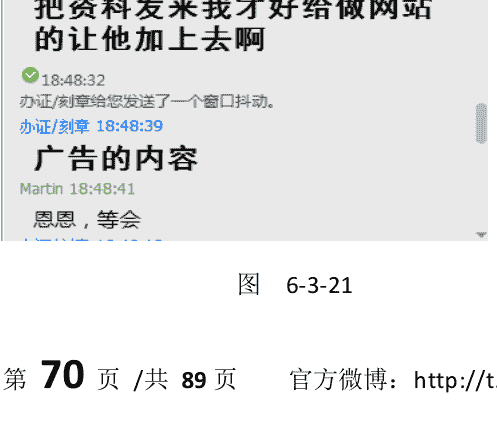 把资料发来我才好给做网站
的让他加上去啊
18:48:32
办证/刻章给您发送了一个窗口抖动。
办证/刻章 18:48:39
广告的内容
Martin 18:48:41
恩恩，等会
图 6-3-21
第 70 页 /共 89 页 官方微博：http://t.